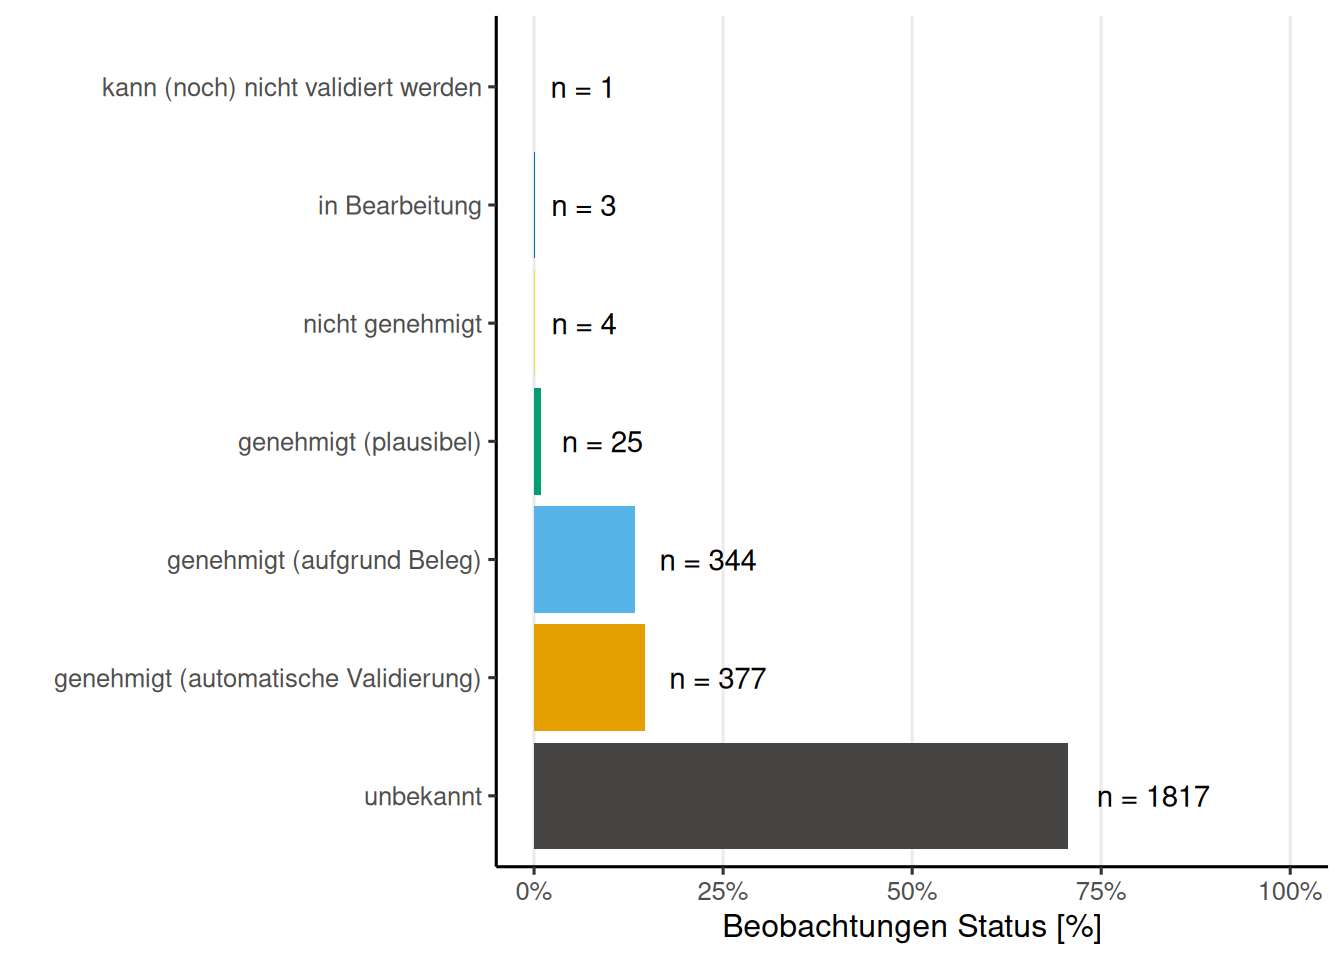 kann (noch) nicht validiert werden
n = 1
in Bearbeitung
n = 3
nicht genehmigt
n = 4
genehmigt (plausibel)
n = 25
genehmigt (aufgrund Beleg)
n = 344
genehmigt (automatische Validierung)
n = 377
unbekannt
n = 1817
0% 25% 50% 75% 100%
Beobachtungen Status [%]